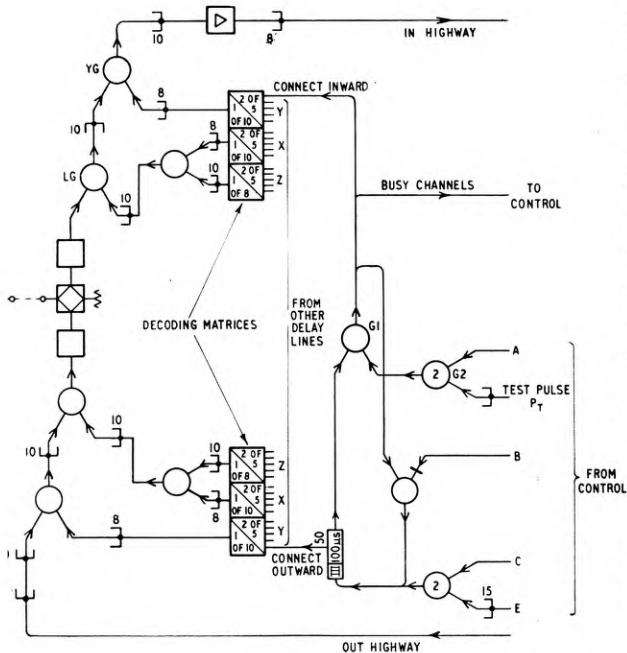 10
8
IN HIGHWAY
YG
CONNECT INWARD
8
2 OF 5
1 OF 10
Y
10
8
2 OF 5
1 OF 10
X
LG
10
2 OF 5
1 OF 8
Z
10
BUSY CHANNELS
TO CONTROL
DECODING MATRICES
FROM OTHER DELAY LINES
G1
A
2
G2
TEST PULSE
PT
10
10
10
2 OF 5
1 OF 8
Z
B
FROM CONTROL
8
2 OF 5
1 OF 10
X
8
2 OF 5
1 OF 10
Y
50
100µs
CONNECT OUTWARD
C
2
15
E
OUT HIGHWAY